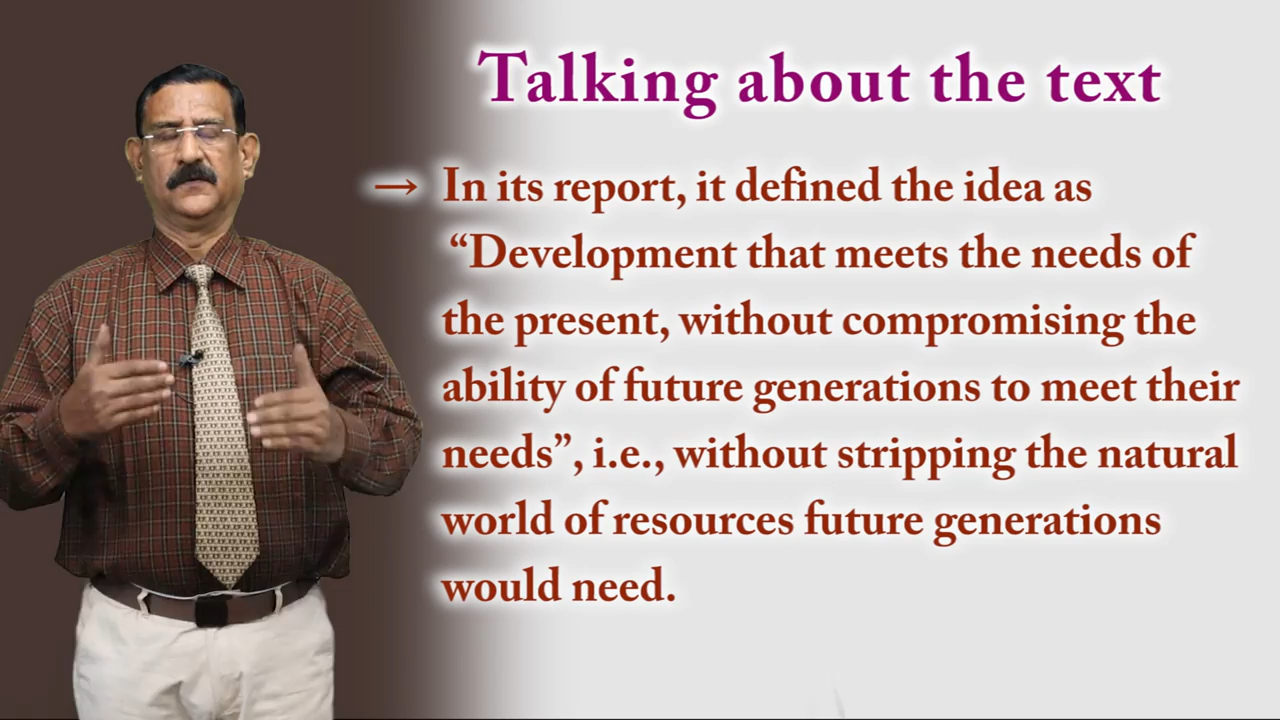 Talking about the text
→ In its report, it defined the idea as
“Development that meets the needs of
the present, without compromising the
ability of future generations to meet their
needs”, i.e., without stripping the natural
world of resources future generations
would need.